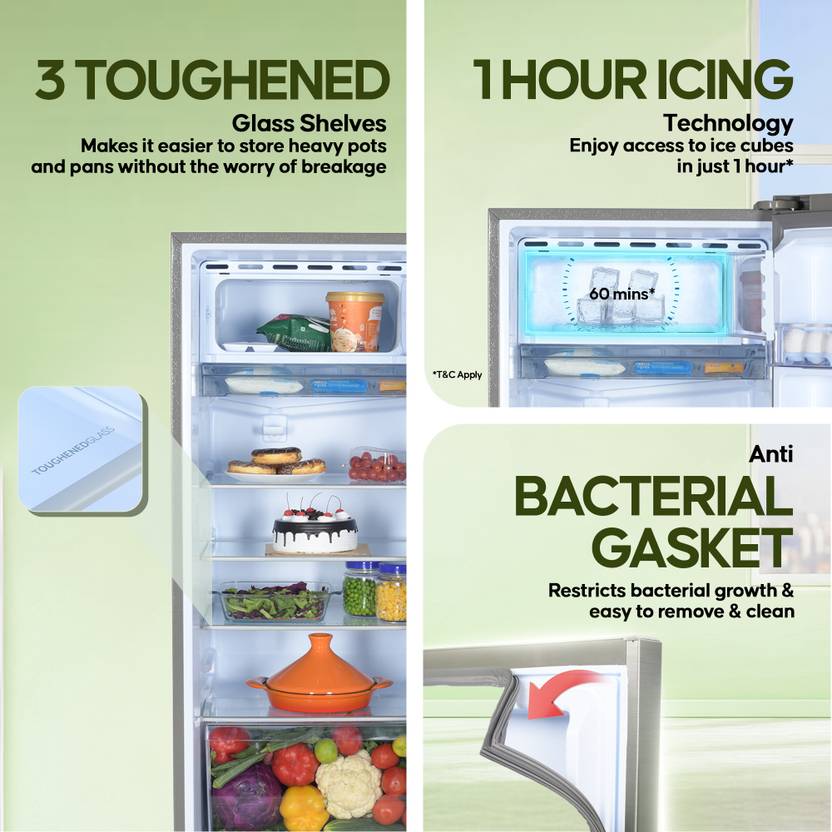 3 TOUGHENED
Glass Shelves
Makes it easier to store heavy pots
and pans without the worry of breakage
TOUGHENEDGLASS
1 HOUR ICING
Technology
Enjoy access to ice cubes
in just 1 hour*
60 mins*
*T&C Apply
Anti
BACTERIAL
GASKET
Restricts bacterial growth &
easy to remove & clean